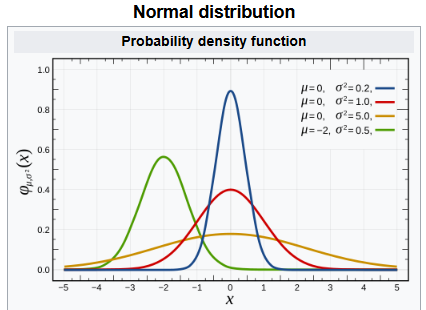 Normal distribution
Probability density function
1.0
0.8
0.6
0.4
0.2
0.0
φμ,σ²(x)
μ=0, σ²=0.2,
μ=0, σ²=1.0,
μ=0, σ²=5.0,
μ=−2, σ²=0.5,
−5 −4 −3 −2 −1 0 1 2 3 4 5
x